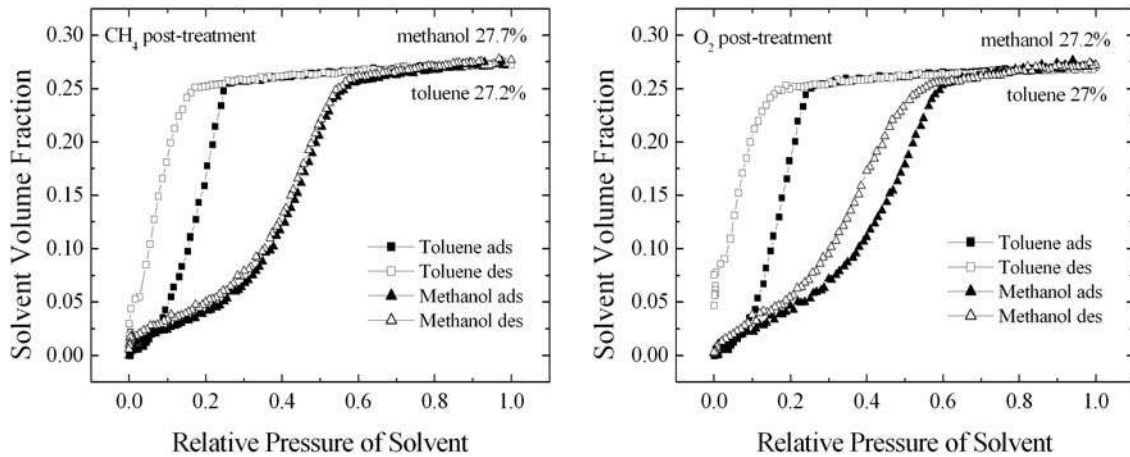 CH₄ post-treatment
methanol 27.7%
toluene 27.2%
0.30
0.25
0.20
0.15
0.10
0.05
0.00
Solvent Volume Fraction
Toluene ads
Toluene des
Methanol ads
Methanol des
0.0 0.2 0.4 0.6 0.8 1.0
Relative Pressure of Solvent
O₂ post-treatment
methanol 27.2%
toluene 27%
0.30
0.25
0.20
0.15
0.10
0.05
0.00
Solvent Volume Fraction
Toluene ads
Toluene des
Methanol ads
Methanol des
0.0 0.2 0.4 0.6 0.8 1.0
Relative Pressure of Solvent